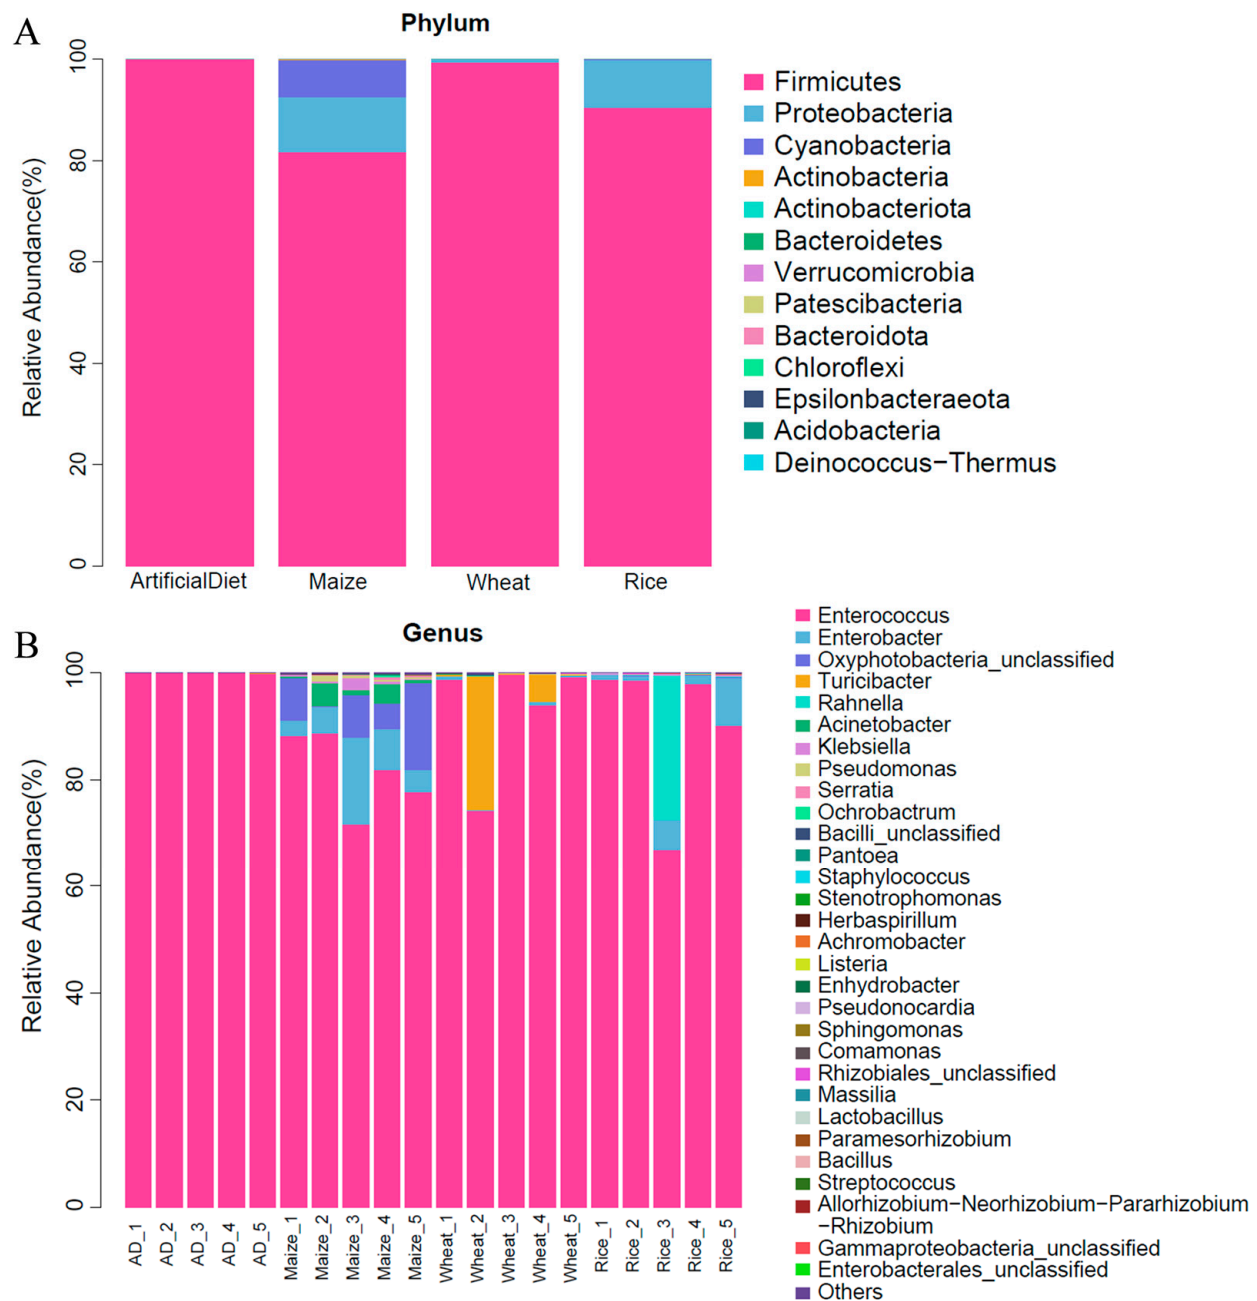 A
Phylum
Relative Abundance(%)
100
80
60
40
20
0
ArtificialDiet
Maize
Wheat
Rice
Firmicutes
Proteobacteria
Cyanobacteria
Actinobacteria
Actinobacteriota
Bacteroidetes
Verrucomicrobia
Patescibacteria
Bacteroidota
Chloroflexi
Epsilonbacteraeota
Acidobacteria
Deinococcus−Thermus
B
Genus
Relative Abundance(%)
100
80
60
40
20
0
AD_1
AD_2
AD_3
AD_4
AD_5
Maize_1
Maize_2
Maize_3
Maize_4
Maize_5
Wheat_1
Wheat_2
Wheat_3
Wheat_4
Wheat_5
Rice_1
Rice_2
Rice_3
Rice_4
Rice_5
Enterococcus
Enterobacter
Oxyphotobacteria_unclassified
Turicibacter
Rahnella
Acinetobacter
Klebsiella
Pseudomonas
Serratia
Ochrobactrum
Bacilli_unclassified
Pantoea
Staphylococcus
Stenotrophomonas
Herbaspirillum
Achromobacter
Listeria
Enhydrobacter
Pseudonocardia
Sphingomonas
Comamonas
Rhizobiales_unclassified
Massilia
Lactobacillus
Paramesorhizobium
Bacillus
Streptococcus
Allorhizobium−Neorhizobium−Pararhizobium
−Rhizobium
Gammaproteobacteria_unclassified
Enterobacterales_unclassified
Others